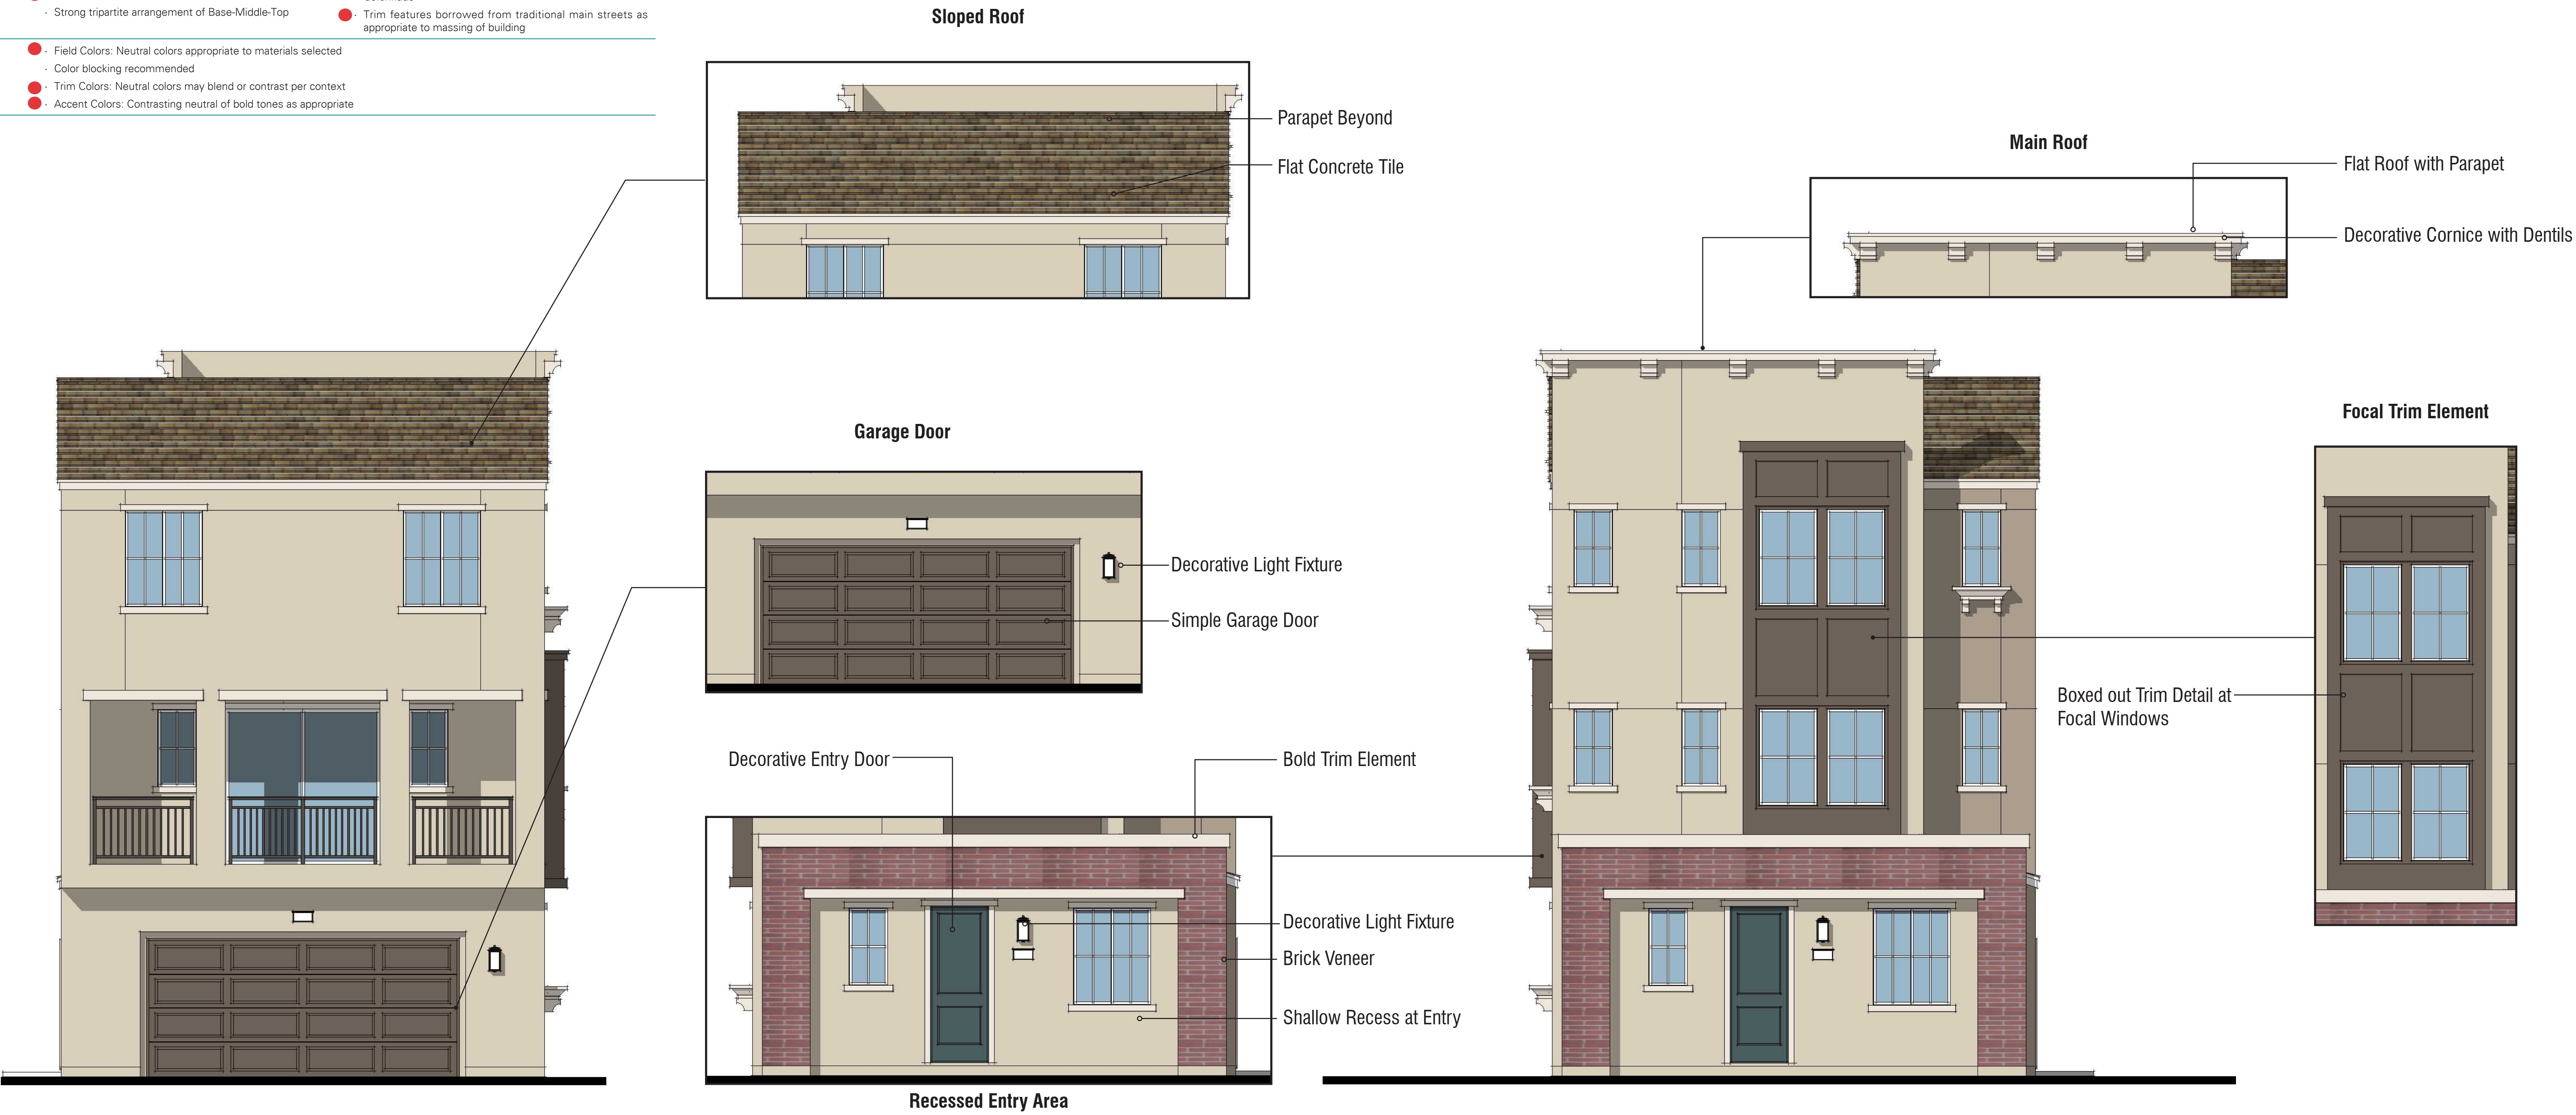 · Strong tripartite arrangement of Base-Middle-Top
· Trim features borrowed from traditional main streets as
appropriate to massing of building
· Field Colors: Neutral colors appropriate to materials selected
· Color blocking recommended
· Trim Colors: Neutral colors may blend or contrast per context
· Accent Colors: Contrasting neutral of bold tones as appropriate
Sloped Roof
Parapet Beyond
Flat Concrete Tile
Main Roof
Flat Roof with Parapet
Decorative Cornice with Dentils
Garage Door
Decorative Light Fixture
Simple Garage Door
Focal Trim Element
Boxed out Trim Detail at
Focal Windows
Decorative Entry Door
Bold Trim Element
Decorative Light Fixture
Brick Veneer
Shallow Recess at Entry
Recessed Entry Area